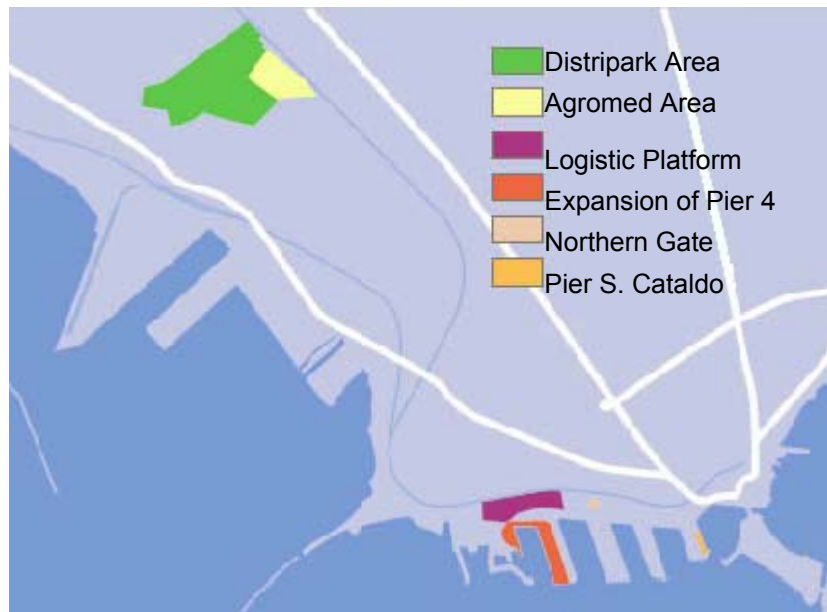 Distripark Area
Agromed Area
Logistic Platform
Expansion of Pier 4
Northern Gate
Pier S. Cataldo